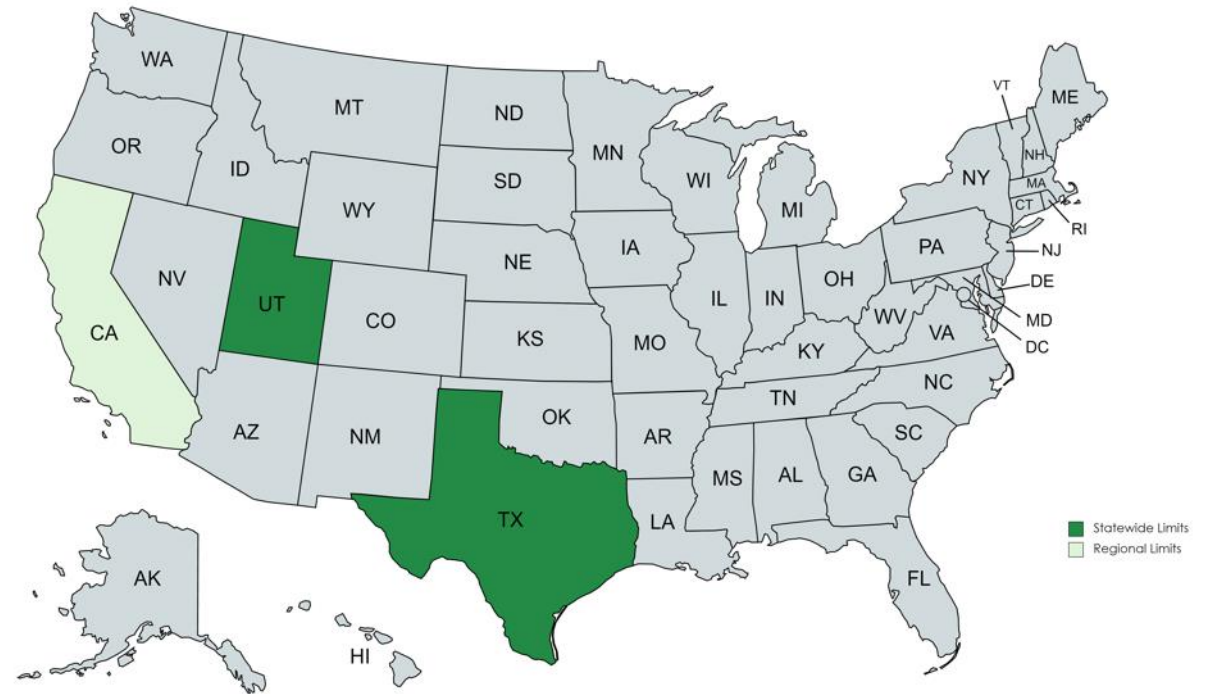 WA
MT
ND
MN
VT
ME
OR
ID
SD
WI
NH
WY
MI
NY
MA
CT
RI
IA
NE
PA
NJ
NV
UT
CO
IL
IN
OH
DE
CA
KS
MO
WV
VA
MD
KY
DC
NC
TN
OK
AZ
NM
AR
SC
MS
AL
GA
TX
LA
Statewide Limits
Regional Limits
AK
FL
HI